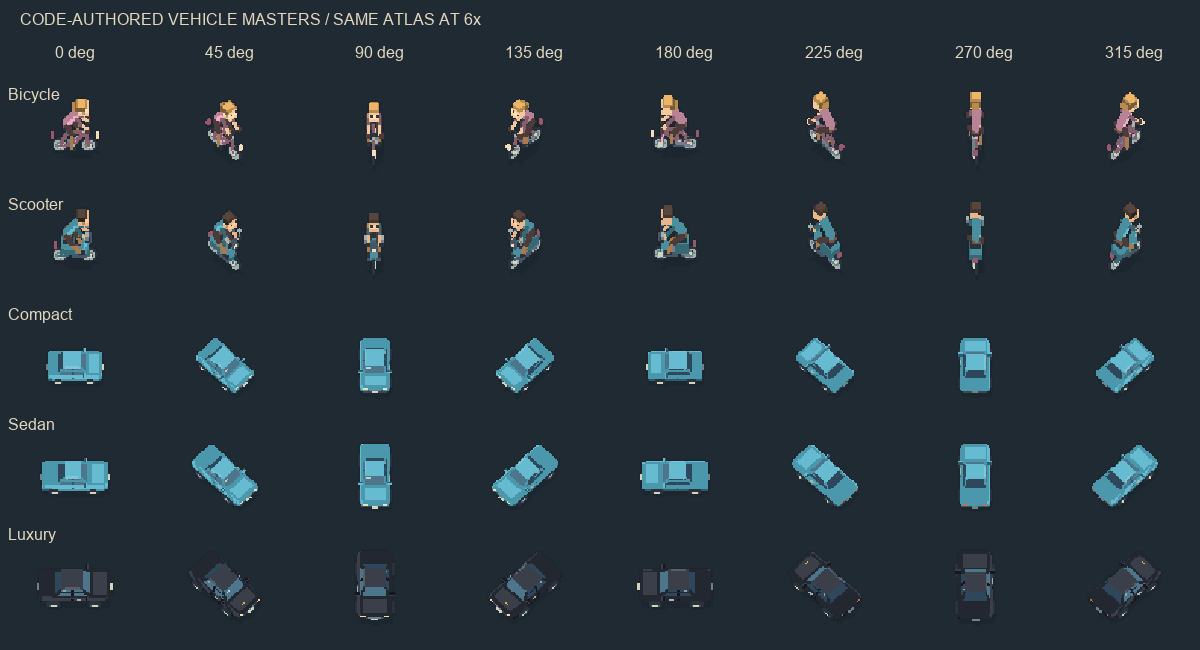 CODE-AUTHORED VEHICLE MASTERS / SAME ATLAS AT 6x
0 deg 45 deg 90 deg 135 deg 180 deg 225 deg 270 deg 315 deg
Bicycle
Scooter
Compact
Sedan
Luxury